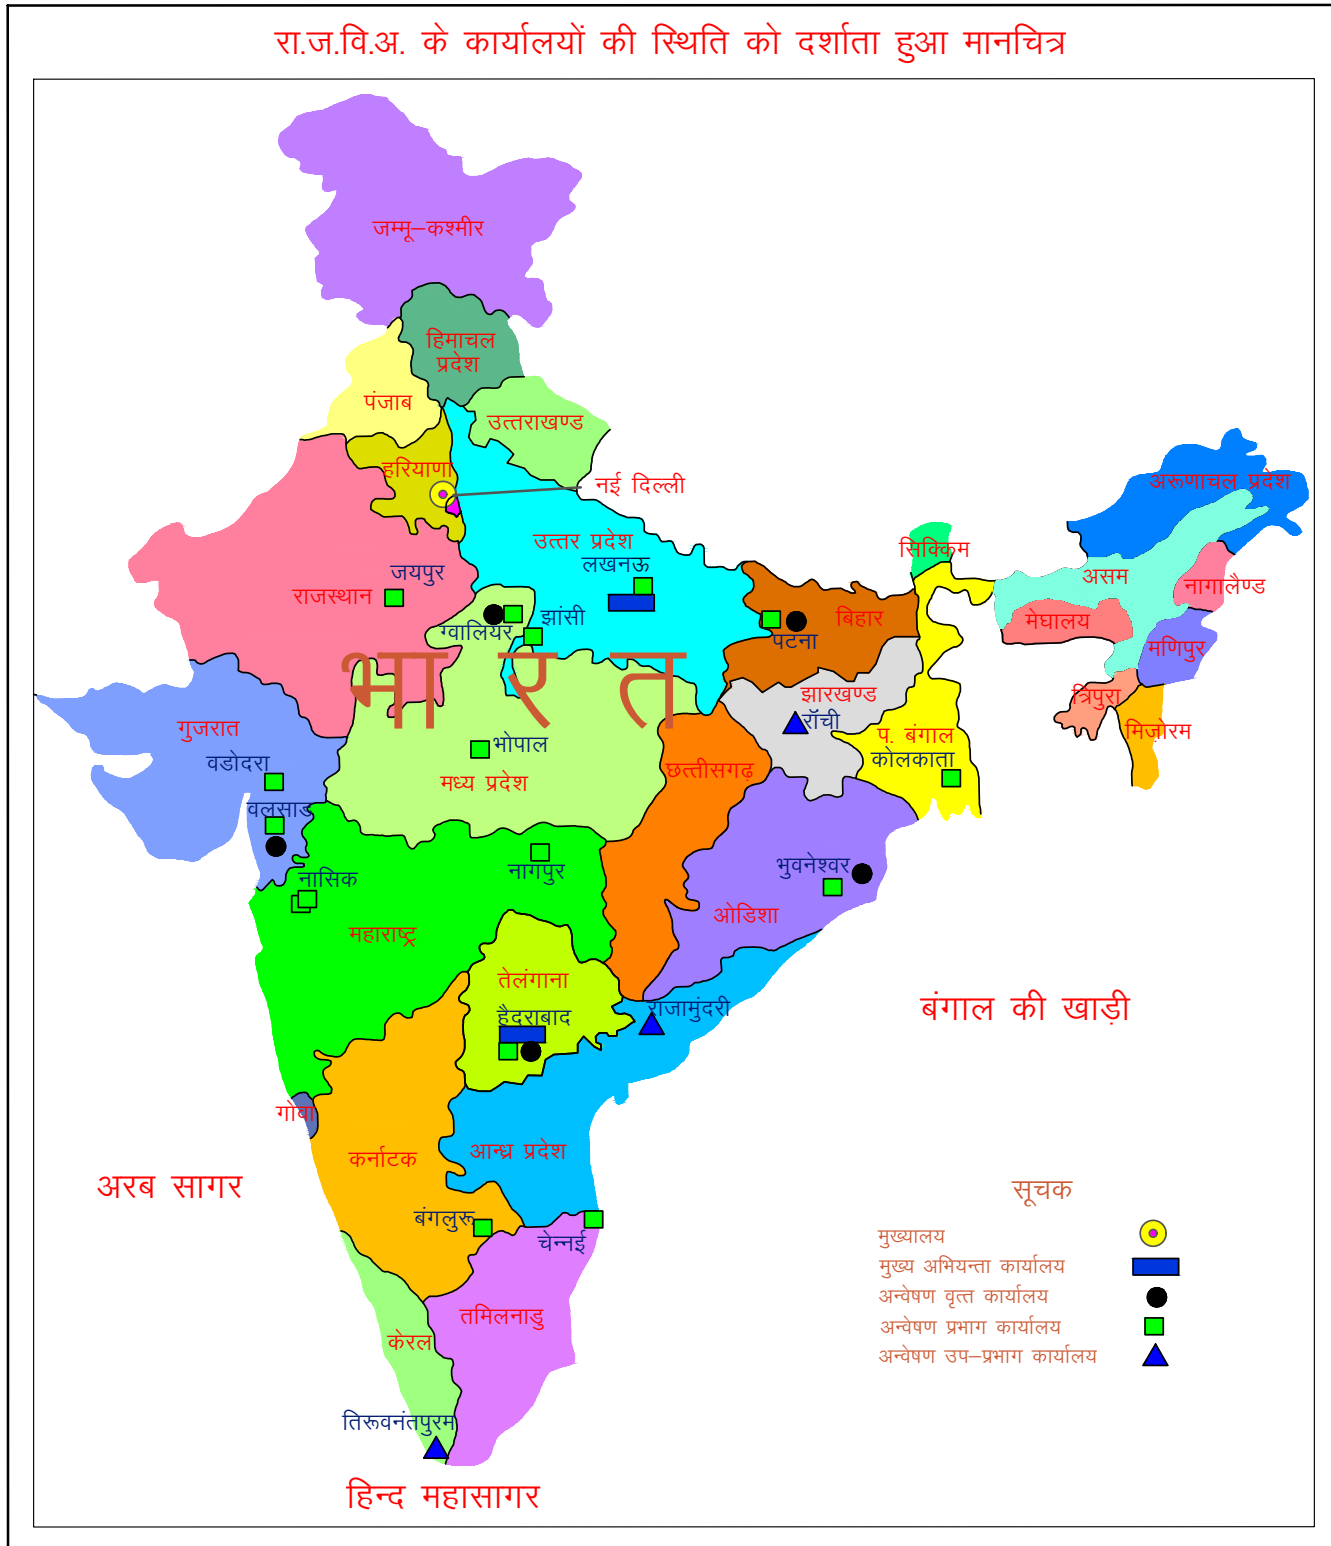 रा.ज.वि.अ. के कार्यालयों की स्थिति को दर्शाता हुआ मानचित्र
जम्मू–कश्मीर
हिमाचल
प्रदेश
पंजाब
उत्तराखण्ड
हरियाणा
नई दिल्ली
अरूणाचल प्रदेश
उत्तर प्रदेश
लखनऊ
सिक्किम
जयपुर
राजस्थान
असम
नागालैण्ड
ग्वालियर
झांसी
पटना
बिहार
मेघालय
मणिपुर
भा र त
झारखण्ड
रॉची
त्रिपुरा
मिज़ोरम
गुजरात
वडोदरा
भोपाल
मध्य प्रदेश
छत्तीसगढ़
प. बंगाल
कोलकाता
वलसाड
नासिक
नागपुर
भुवनेश्वर
ओडिशा
महाराष्ट्र
तेलंगाना
हैदराबाद
राजामुंदरी
बंगाल की खाड़ी
गोवा
कर्नाटक
आन्ध्र प्रदेश
अरब सागर
बंगलुरू
चेन्नई
सूचक
मुख्यालय
मुख्य अभियन्ता कार्यालय
अन्वेषण वृत्त कार्यालय
अन्वेषण प्रभाग कार्यालय
अन्वेषण उप–प्रभाग कार्यालय
तमिलनाडु
केरल
तिरूवनंतपुरम
हिन्द महासागर